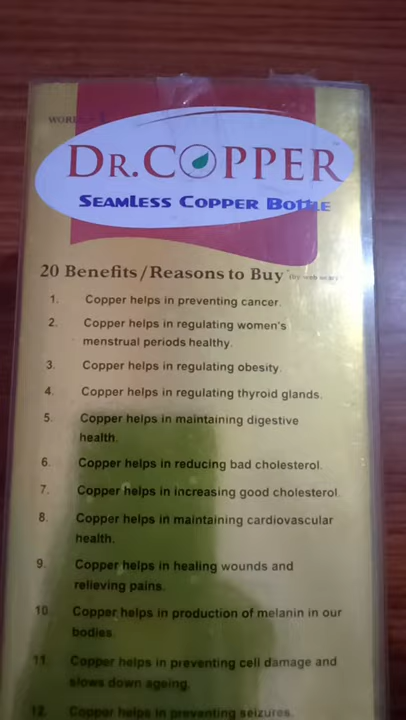 DR.COPPER
SEAMLESS COPPER BOTTLE
20 Benefits/Reasons to Buy
1. Copper helps in preventing cancer.
2. Copper helps in regulating women's
menstrual periods healthy.
3. Copper helps in regulating obesity.
4. Copper helps in regulating thyroid glands.
5. Copper helps in maintaining digestive
health.
6. Copper helps in reducing bad cholesterol.
7. Copper helps in increasing good cholesterol.
8. Copper helps in maintaining cardiovascular
health.
9. Copper helps in healing wounds and
relieving pains.
10. Copper helps in production of melanin in our
bodies.
11. Copper helps in preventing cell damage and
slows down ageing.
12. Copper helps in preventing seizures.